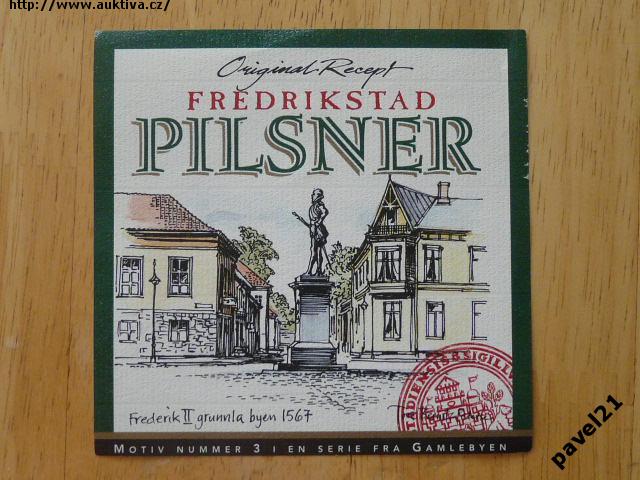 http://www.auktiva.cz/
Original-Recept
FREDRIKSTAD
PILSNER
Frederik II grunnla byen 1567
MOTIV NUMMER 3 I EN SERIE FRA GAMLEBYEN
pavel21